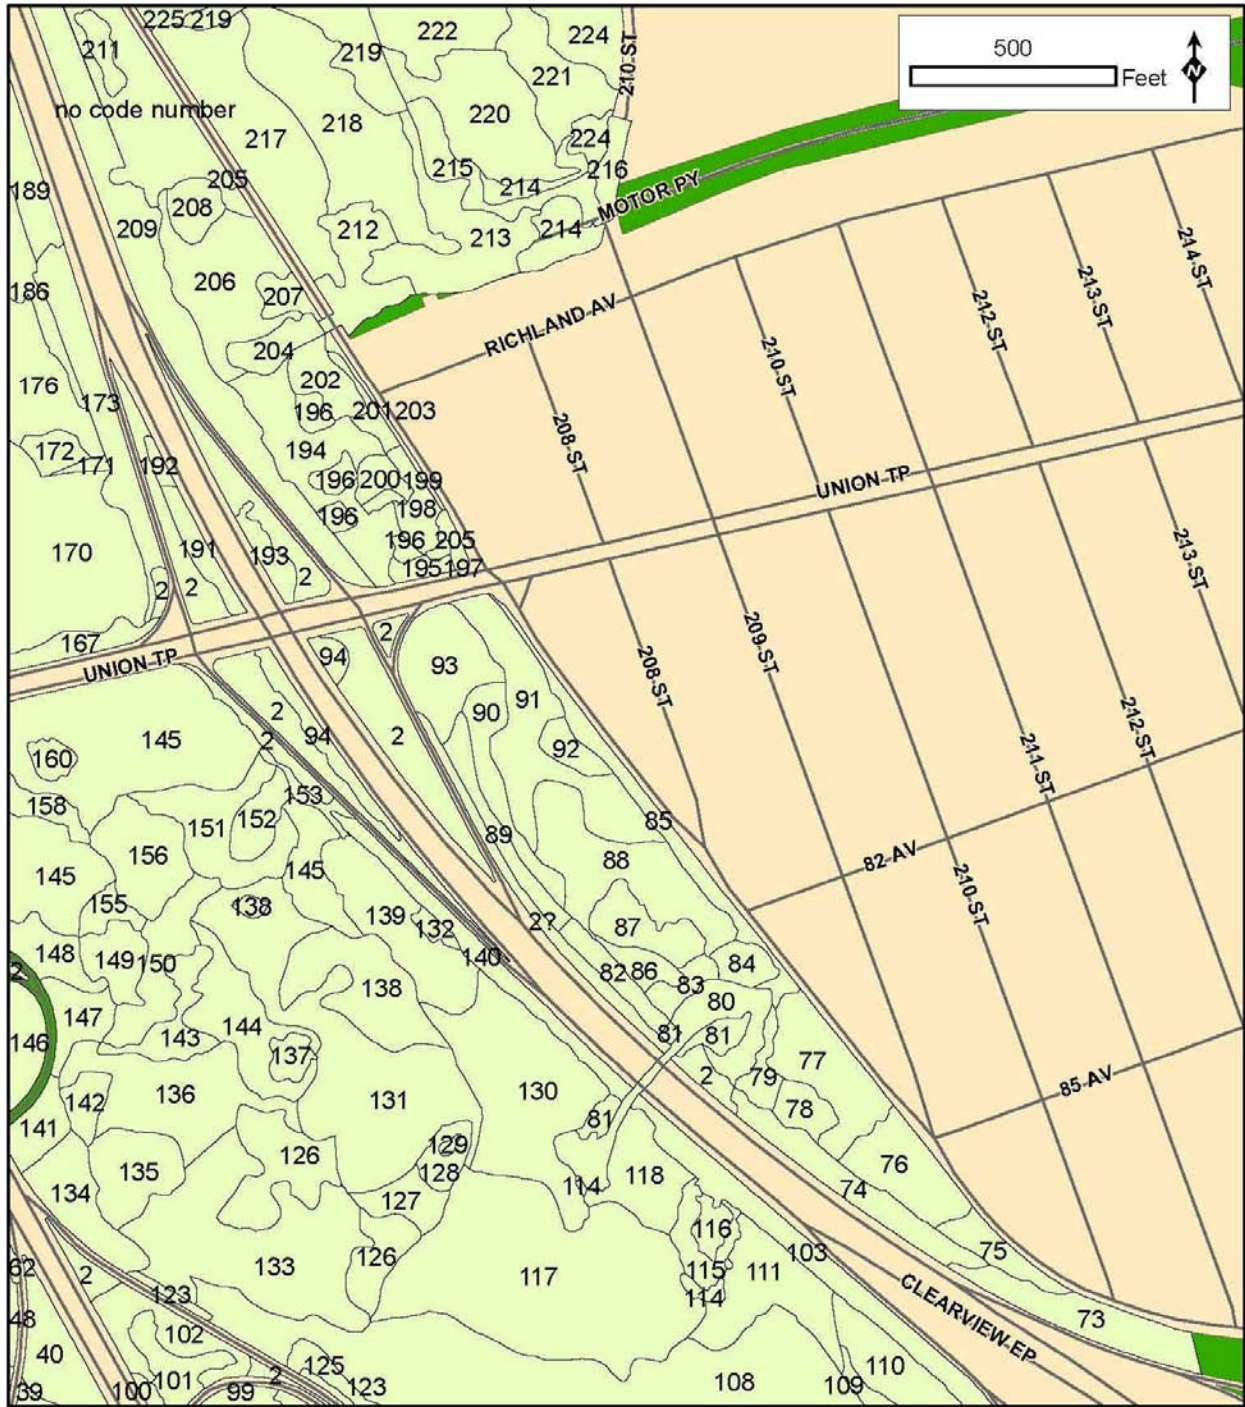 225 219 222 224
211 219 221
500
Feet
N
210 ST
no code number
217 218 220 224
205 215 214 216
189 208 209 212 213 214
MOTOR PY
206 207
186
RICHLAND AV
214 ST
213 ST
212 ST
210 ST
208 ST
204 202
176 173 196 201 203
194
172 171 192 196 200 199
UNION TP
196 198
170 191 193 196 205
2 2 2 195 197
213 ST
167
UNION TP
2 94 93
209 ST
208 ST
90 91
2 94 2 92
160 145 2
212 ST
211 ST
158 153
151 152 85
156 89
82 AV
145 145 88
155 138 139 132 2? 87
210 ST
148 149 150 140 82 86 84
2 138 83 80
147 144 81 81
146 143 137 77
2 79
85 AV
142 136 131 130 78
141 81
135 126 129 76
134 128 114 118 74
127
116 75
62 133 126 117 115 111 103
2 123 114
CLEARVIEW EP
48 102 73
40 125 110
39 100 101 99 2 123 108 109